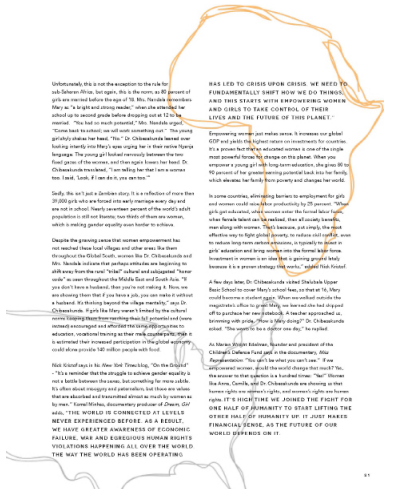 Unfortunately, this is not the exception to the rule for
sub-Saharan Africa, but again, this is the norm, as 60 percent of
girls are married before the age of 18. Mrs. Nandele remembers
Mary as "a bright and strong reader," when she attended her
school up to second grade before dropping out at 12 to be
married. "She had so much potential," Mrs. Nandele urged,
"Come back to school; we will work something out." The young
girl shyly shakes her head, "No." Dr. Chibesakunda leaned over
looking intently into Mary's eyes urging her in their native Nyanja
language. The young girl looked nervously between the two
fixed gazes of the women, and then again lowers her head. Dr.
Chibesakunda translated, "I am telling her that I am a woman
too. I said, 'Look, if I can do it, you can too.'"
Sadly, this isn't just a Zambian story. It is a reflection of more than
39,000 girls who are forced into early marriage every day and
are not in school. Nearly seventeen percent of the world's adult
population is still not literate; two thirds of them are women,
which is making gender equality even harder to achieve.
Despite the growing sense that women empowerment has
not reached these local villages and other areas like them
throughout the Global South, women like Dr. Chibesakunda and
Mrs. Nandele indicate that perhaps attitudes are beginning to
shift away from the rural "tribal" cultural and subjugated "honor
code" as seen throughout the Middle East and South Asia. "If
you don't have a husband, then you're not making it. Now, we
are showing them that if you have a job, you can make it without
a husband. It's thinking beyond the village mentality," says Dr.
Chibesakunda. If girls like Mary weren't limited by the cultural
norms keeping them from reaching their full potential and (were
instead) encouraged and afforded the same opportunities to
education, vocational training as their male counterparts, then it
is estimated their increased participation in the global economy
could alone provide 140 million people with food.
Nick Kristof says in his New York Times blog, "On the Ground"
– "It's a reminder that the struggle to achieve gender equality is
not a battle between the sexes, but something far more subtle.
It's often about misogyny and paternalism, but those are values
that are absorbed and transmitted almost as much by women as
by men." Kamal Mishee, documentary producer of Dream, Girl
adds, "THE WORLD IS CONNECTED AT LEVELS
NEVER EXPERIENCED BEFORE. AS A RESULT,
WE HAVE GREATER AWARENESS OF ECONOMIC
FAILURE, WAR AND EGREGIOUS HUMAN RIGHTS
VIOLATIONS HAPPENING ALL OVER THE WORLD
THE WAY THE WORLD HAS BEEN OPERATING
HAS LED TO CRISIS UPON CRISIS. WE NEED TO
FUNDAMENTALLY SHIFT HOW WE DO THINGS,
AND THIS STARTS WITH EMPOWERING WOMEN
AND GIRLS TO TAKE CONTROL OF THEIR
LIVES AND THE FUTURE OF THIS PLANET."
Empowering women just makes sense. It increases our global
GDP and yields the highest return on investments for countries.
It's a proven fact that an educated woman is one of the single
most powerful forces for change on this planet. When you
empower a young girl with long-term education, she gives 80 to
90 percent of her greater earning potential back into her family,
which elevates her family from poverty and changes her world.
In some countries, eliminating barriers to employment for girls
and women could raise labor productivity by 25 percent. "When
girls get educated, when women enter the formal labor force,
when female talent can be realized, then all society benefits,
men along with women. That's because, put simply, the most
effective way to fight global poverty, to reduce civil conflict, even
to reduce long-term carbon emissions, is typically to invest in
girls' education and bring women into the formal labor force.
Investment in women is an idea that is gaining ground lately
because it is a proven strategy that works," added Nick Kristof.
A few days later, Dr. Chibesakunda visited Shalubala Upper
Basic School to cover Mary's school fees, so that at 16, Mary
could become a student again. When we walked outside the
magistrate's office to greet Mary, we learned she had stopped
off to purchase her new notebook. A teacher approached us,
brimming with pride, "How is Mary doing?" Dr. Chibesakunda
asked. "She wants to be a doctor one day," he replied.
As Marian Wright Edelman, founder and president of the
Children's Defense Fund says in the documentary, Miss
Representation: "You can't be what you can't see." If we
empowered women, would the world change that much? Yes,
the answer to that question is a hundred times: "Yes!" Women
like Anna, Camile, and Dr. Chibesakunda are showing us that
human rights are women's rights, and women's rights are human
rights. IT'S HIGH TIME WE JOINED THE FIGHT FOR
ONE HALF OF HUMANITY TO START LIFTING THE
OTHER HALF OF HUMANITY UP. IT JUST MAKES
FINANCIAL SENSE, AS THE FUTURE OF OUR
WORLD DEPENDS ON IT.